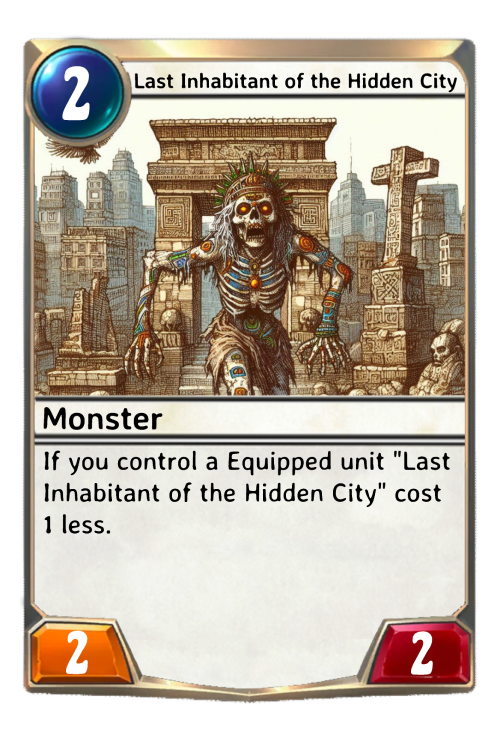 2
Last Inhabitant of the Hidden City
Monster
If you control a Equipped unit "Last
Inhabitant of the Hidden City" cost
1 less.
2
2